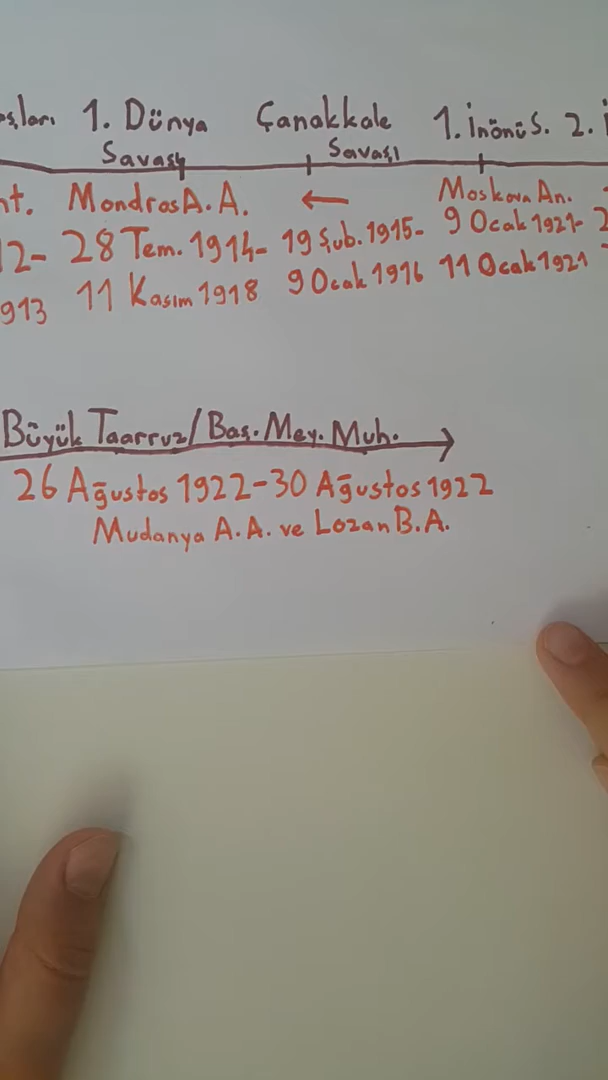 1. Dünya Çanakkale 1. İnönü S. 2.
Savaşı Savaşı
Mondros A. A. ← Moskova An.
28 Tem. 1914- 19 Şub. 1915- 9 Ocak 1921-
11 Kasım 1918 9 Ocak 1916 11 Ocak 1921
Büyük Taarruz/Baş. Mey. Muh.
26 Ağustos 1922-30 Ağustos 1922
Mudanya A.A. ve Lozan B.A.